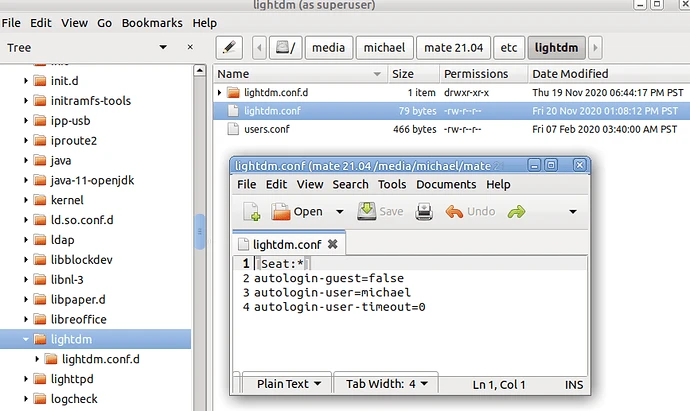 lightdm (as superuser)
File Edit View Go Bookmarks Help
Tree
media michael mate 21.04 etc lightdm
Name Size Permissions Date Modified
init.d
initramfs-tools
ipp-usb
iproute2
java
java-11-openjdk
kernel
ld.so.conf.d
ldap
libblockdev
libnl-3
libpaper.d
libreoffice
lightdm
lightdm.conf.d
lighttpd
logcheck
lightdm.conf.d 1 item drwxr-xr-x Thu 19 Nov 2020 06:44:17 PM PST
lightdm.conf 79 bytes -rw-r--r-- Fri 20 Nov 2020 01:08:12 PM PST
users.conf 466 bytes -rw-r--r-- Fri 07 Feb 2020 03:40:00 AM PST
lightdm.conf (mate 21.04 /media/michael/mate
File Edit View Search Tools Documents Help
Open Save Undo
lightdm.conf
1 [Seat:*]
2 autologin-guest=false
3 autologin-user=michael
4 autologin-user-timeout=0
Plain Text Tab Width: 4 Ln 1, Col 1 INS